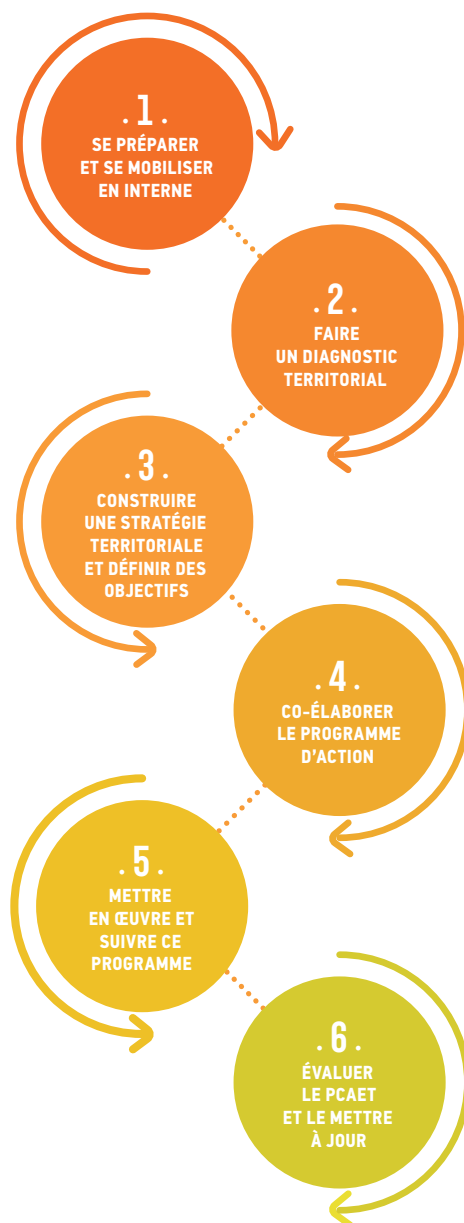 .1.
SE PRÉPARER
ET SE MOBILISER
EN INTERNE
.2.
FAIRE
UN DIAGNOSTIC
TERRITORIAL
.3.
CONSTRUIRE
UNE STRATÉGIE
TERRITORIALE
ET DÉFINIR DES
OBJECTIFS
.4.
CO-ÉLABORER
LE PROGRAMME
D’ACTION
.5.
METTRE
EN ŒUVRE ET
SUIVRE CE
PROGRAMME
.6.
ÉVALUER
LE PCAET
ET LE METTRE
À JOUR